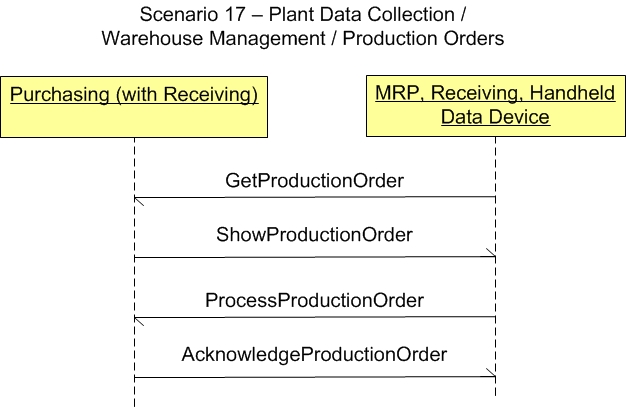 Scenario 17 – Plant Data Collection /
Warehouse Management / Production Orders
Purchasing (with Receiving)
MRP, Receiving, Handheld
Data Device
GetProductionOrder
ShowProductionOrder
ProcessProductionOrder
AcknowledgeProductionOrder